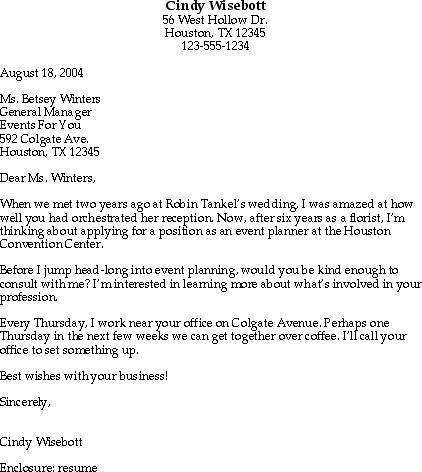 Cindy Wisebott
56 West Hollow Dr.
Houston, TX 12345
123-555-1234
August 18, 2004
Ms. Betsey Winters
General Manager
Events For You
592 Colgate Ave.
Houston, TX 12345
Dear Ms. Winters,
When we met two years ago at Robin Tankel's wedding, I was amazed at how
well you had orchestrated her reception. Now, after six years as a florist, I'm
thinking about applying for a position as an event planner at the Houston
Convention Center.
Before I jump head-long into event planning, would you be kind enough to
consult with me? I'm interested in learning more about what's involved in your
profession.
Every Thursday, I work near your office on Colgate Avenue. Perhaps one
Thursday in the next few weeks we can get together over coffee. I'll call your
office to set something up.
Best wishes with your business!
Sincerely,
Cindy Wisebott
Enclosure: resume